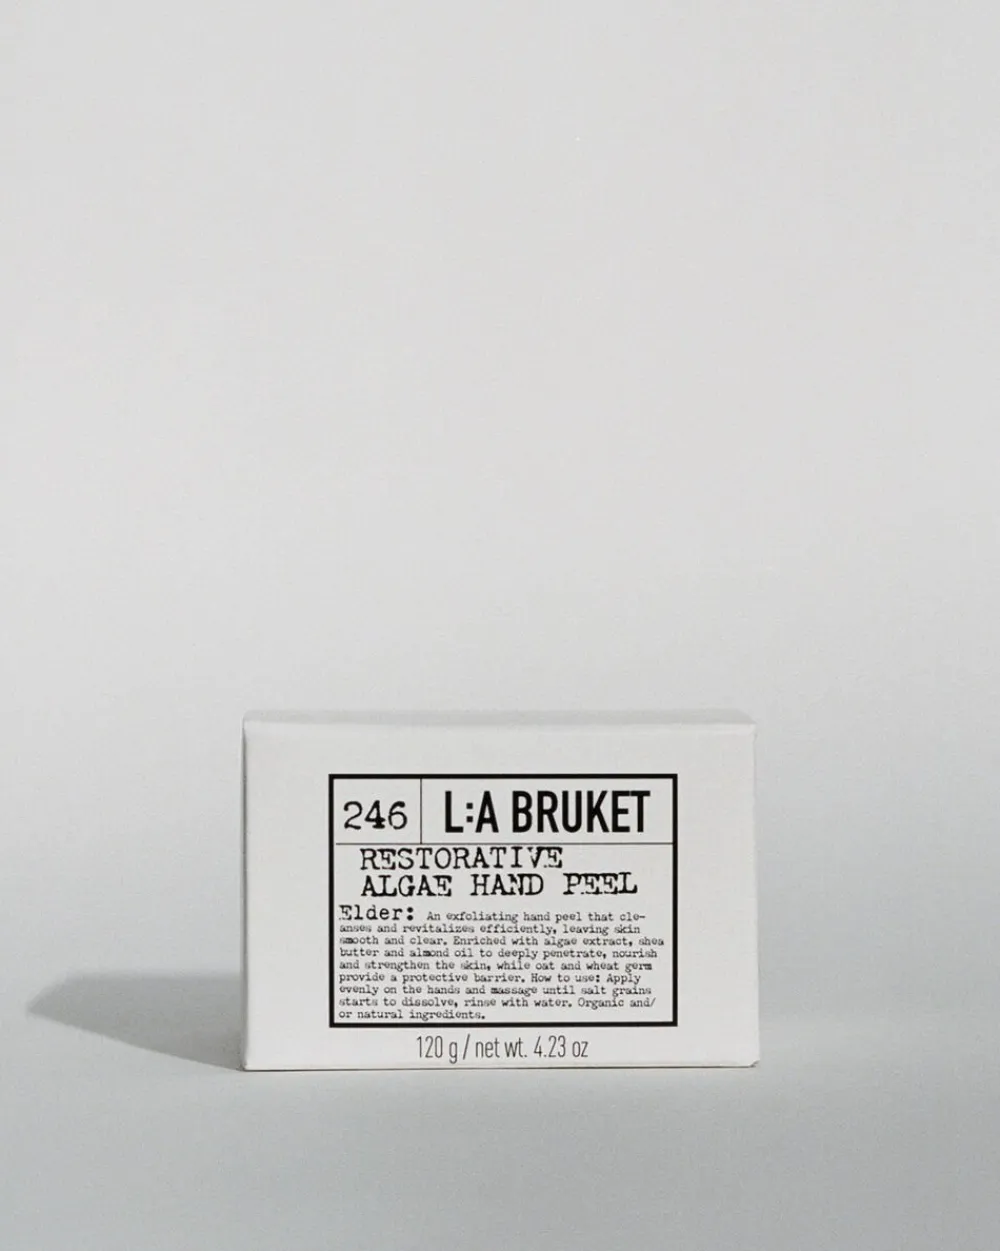 246
L:A BRUKET
RESTORATIVE
ALGAE HAND PEEL
Elder: An exfoliating hand peel that cle-
anses and revitalizes efficiently, leaving skin
smooth and clear. Enriched with algae extract, shea
butter and almond oil to deeply penetrate, nourish
and strengthen the skin, while oat and wheat germ
provide a protective barrier. How to use: Apply
evenly on the hands and massage until salt grains
starts to dissolve, rinse with water. Organic and/
or natural ingredients.
120 g / net wt. 4.23 oz